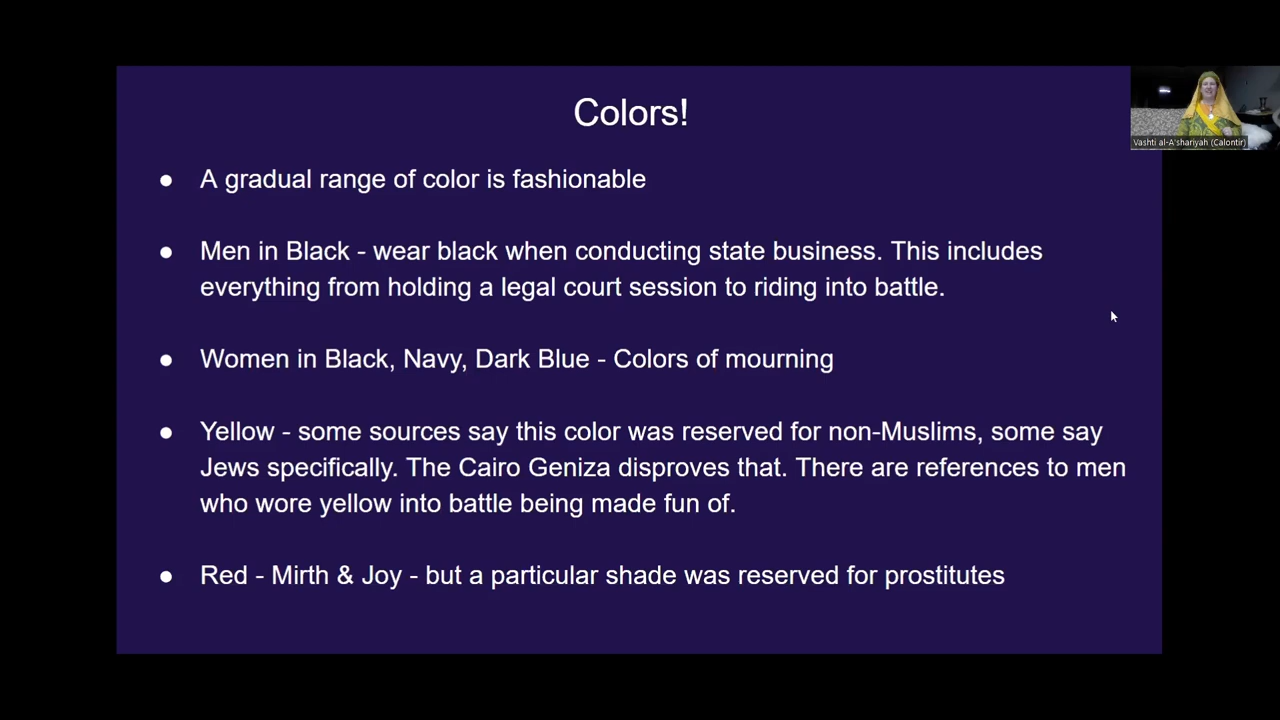 Colors!
● A gradual range of color is fashionable
● Men in Black - wear black when conducting state business. This includes
everything from holding a legal court session to riding into battle.
● Women in Black, Navy, Dark Blue - Colors of mourning
● Yellow - some sources say this color was reserved for non-Muslims, some say
Jews specifically. The Cairo Geniza disproves that. There are references to men
who wore yellow into battle being made fun of.
● Red - Mirth & Joy - but a particular shade was reserved for prostitutes
Vashti al-A'shariyah (Calontir)